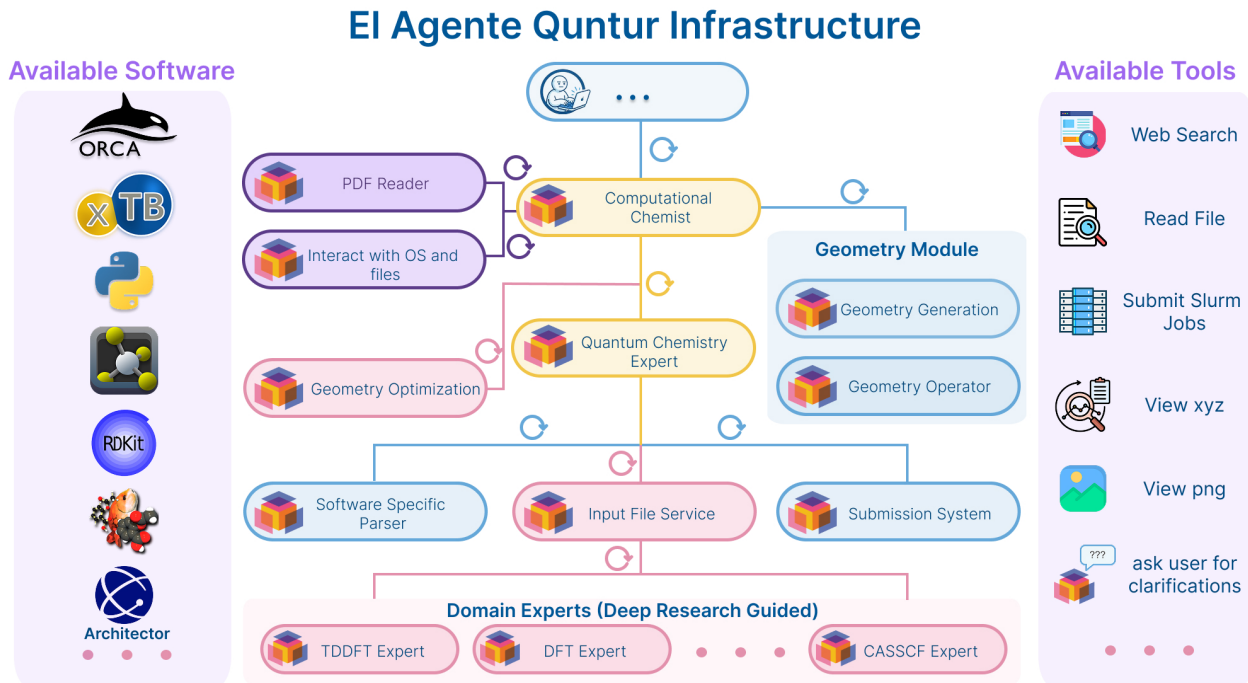 El Agente Quntur Infrastructure
Available Software
ORCA
xTB
RDKit
Architector
...
PDF Reader
Interact with OS and
files
Computational
Chemist
Geometry Module
Geometry Generation
Geometry Operator
Quantum Chemistry
Expert
Geometry Optimization
Software Specific
Parser
Input File Service
Submission System
Domain Experts (Deep Research Guided)
TDDFT Expert
DFT Expert
CASSCF Expert
Available Tools
Web Search
Read File
Submit Slurm
Jobs
View xyz
View png
???
ask user for
clarifications